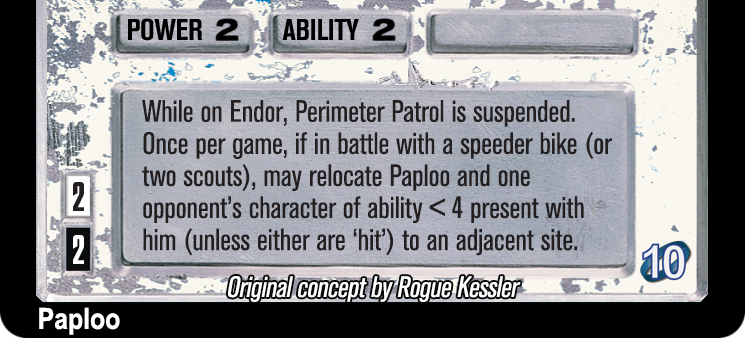 POWER 2 ABILITY 2
While on Endor, Perimeter Patrol is suspended.
Once per game, if in battle with a speeder bike (or
two scouts), may relocate Paploo and one
opponent's character of ability < 4 present with
him (unless either are ‘hit’) to an adjacent site.
2
2
10
Original concept by Rogue Kessler
Paploo